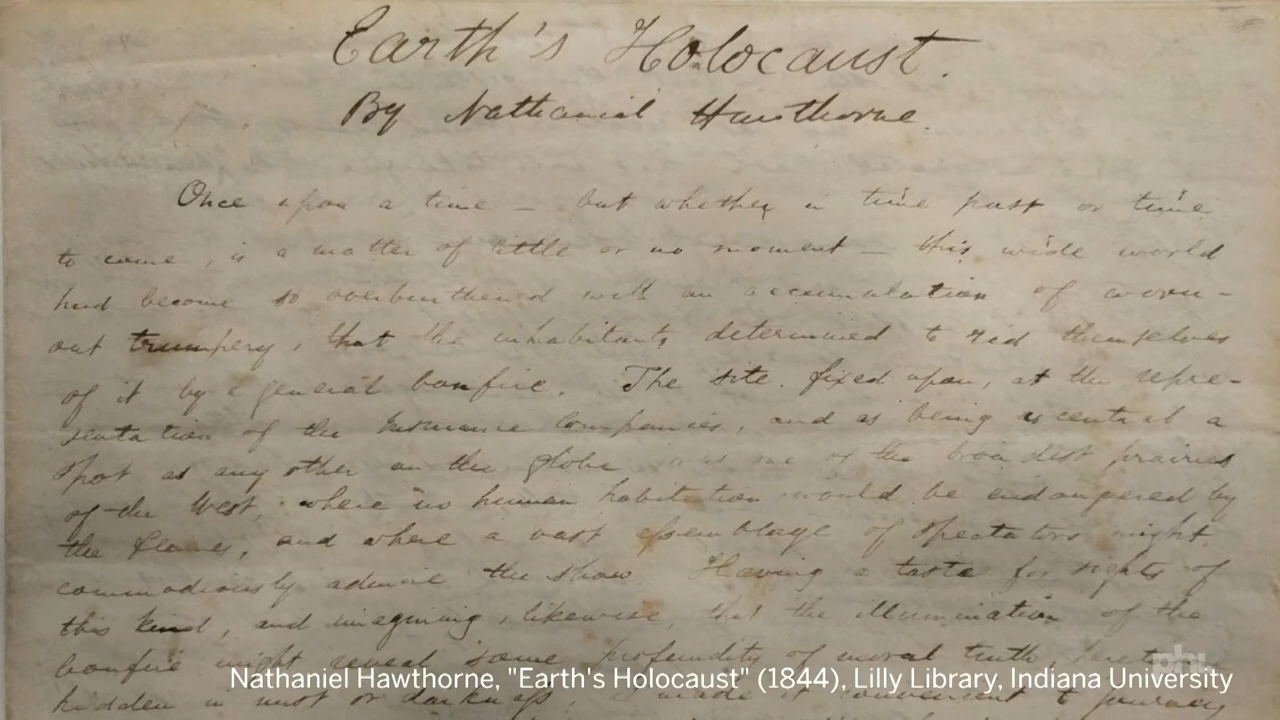 Earth's Holocaust.
By Nathaniel Hawthorne.
Once upon a time — but whether in time past or time
to come, is a matter of little or no moment — this wide world
had become so overburthened with an accumulation of worn-
out trumpery, that the inhabitants determined to rid themselves
of it by a general bonfire. The site fixed upon, at the repre-
sentation of the Insurance Companies, and as being as central a
spot as any other on the globe was one of the broadest prairies
of the West, where no human habitation would be endangered by
the flames, and where a vast assemblage of spectators might
commodiously admire the show. Having a taste for sights of
this kind, and imagining, likewise, that the illumination of the
bonfire might reveal some profundity of moral truth, heretofore
hidden in mist or darkness, I made it convenient to journey
phi
Nathaniel Hawthorne, "Earth's Holocaust" (1844), Lilly Library, Indiana University